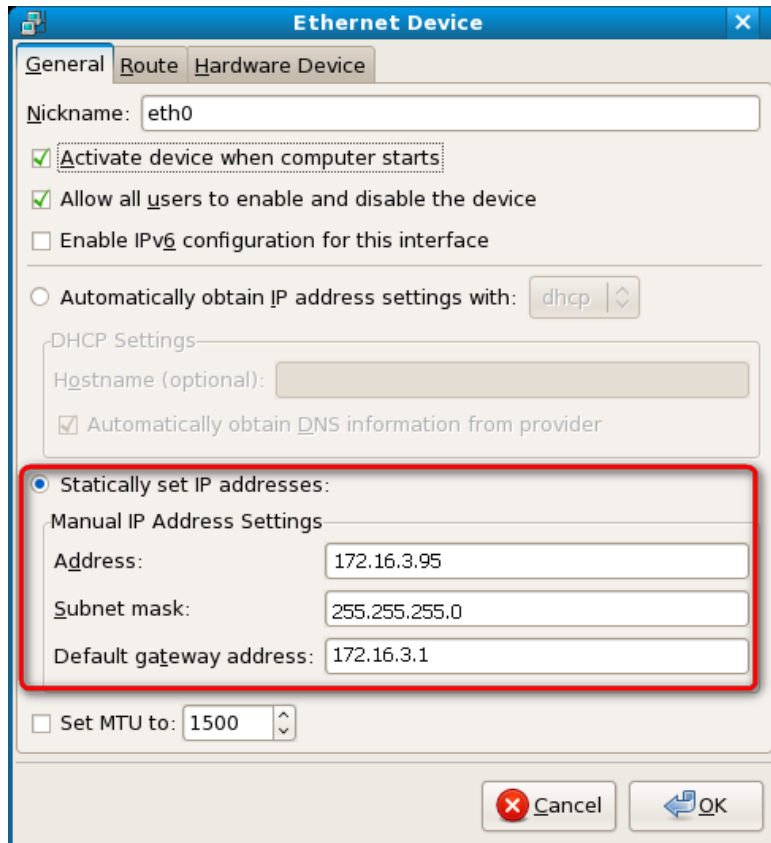 Ethernet Device
General Route Hardware Device
Nickname: eth0
Activate device when computer starts
Allow all users to enable and disable the device
Enable IPv6 configuration for this interface
Automatically obtain IP address settings with: dhcp
DHCP Settings
Hostname (optional):
Automatically obtain DNS information from provider
Statically set IP addresses:
Manual IP Address Settings
Address: 172.16.3.95
Subnet mask: 255.255.255.0
Default gateway address: 172.16.3.1
Set MTU to: 1500
Cancel OK